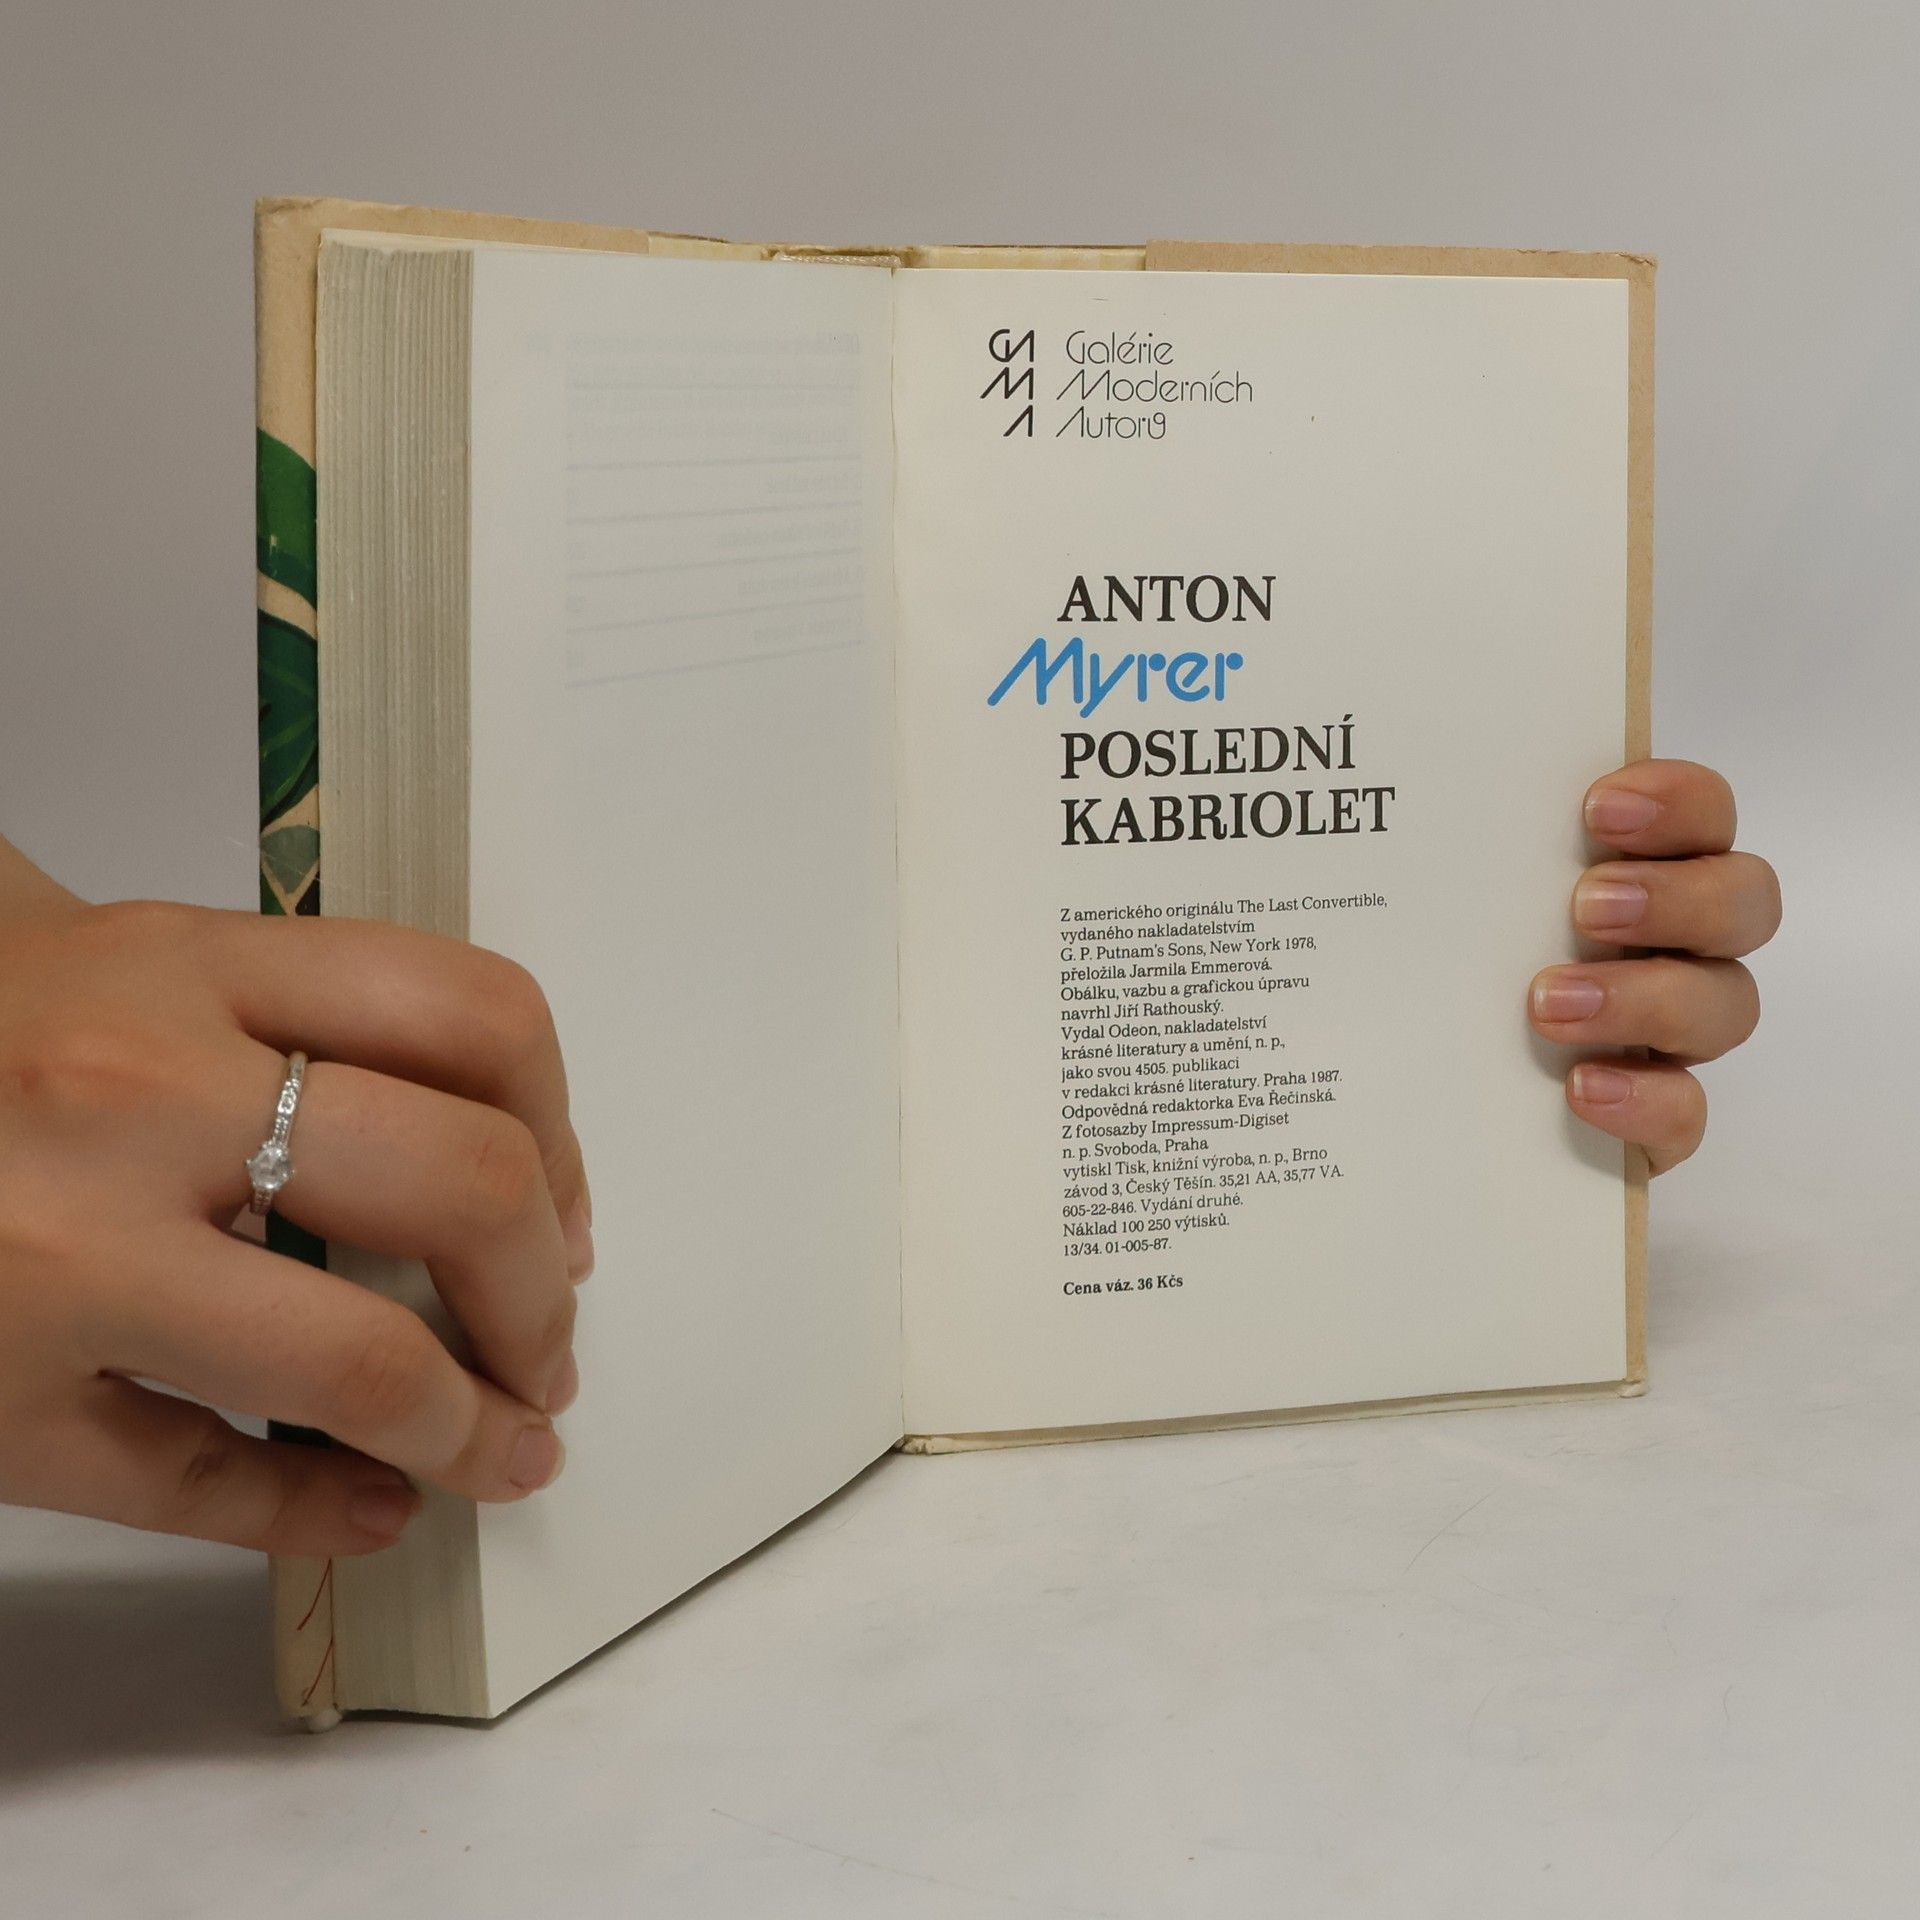 GA Galérie
M Moderních
A Autorů
ANTON
Myrer
POSLEDNÍ
KABRIOLET
Z amerického originálu The Last Convertible,
vydaného nakladatelstvím
G. P. Putnam's Sons, New York 1978,
přeložila Jarmila Emmerová.
Obálku, vazbu a grafickou úpravu
navrhl Jiří Rathouský.
Vydal Odeon, nakladatelství
krásné literatury a umění, n. p.,
jako svou 4505. publikaci
v redakci krásné literatury. Praha 1987.
Odpovědná redaktorka Eva Řečinská.
Z fotosazby Impressum-Digiset
n. p. Svoboda, Praha
vytiskl Tisk, knižní výroba, n. p., Brno
závod 3, Český Těšín. 35,21 AA, 35,77 VA.
605-22-846. Vydání druhé.
Náklad 100 250 výtisků.
13/34. 01-005-87.
Cena váz. 36 Kčs